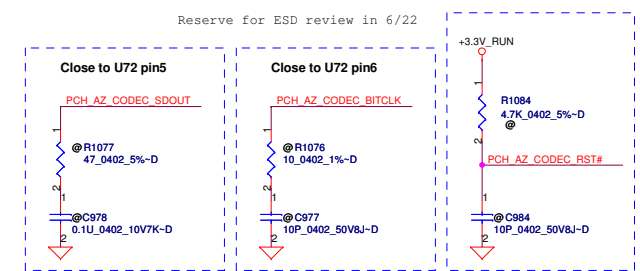 Reserve for ESD review in 6/22
Close to U72 pin5
PCH_AZ_CODEC_SDOUT
1
@ R1077
47_0402_5%~D
2
1
@C978
0.1U_0402_10V7K~D
2
Close to U72 pin6
PCH_AZ_CODEC_BITCLK
1
@ R1076
10_0402_1%~D
2
1
@C977
10P_0402_50V8J~D
2
+3.3V_RUN
1
R1084
4.7K_0402_5%~D
@
2
PCH_AZ_CODEC_RST#
1
@C984
10P_0402_50V8J~D
2